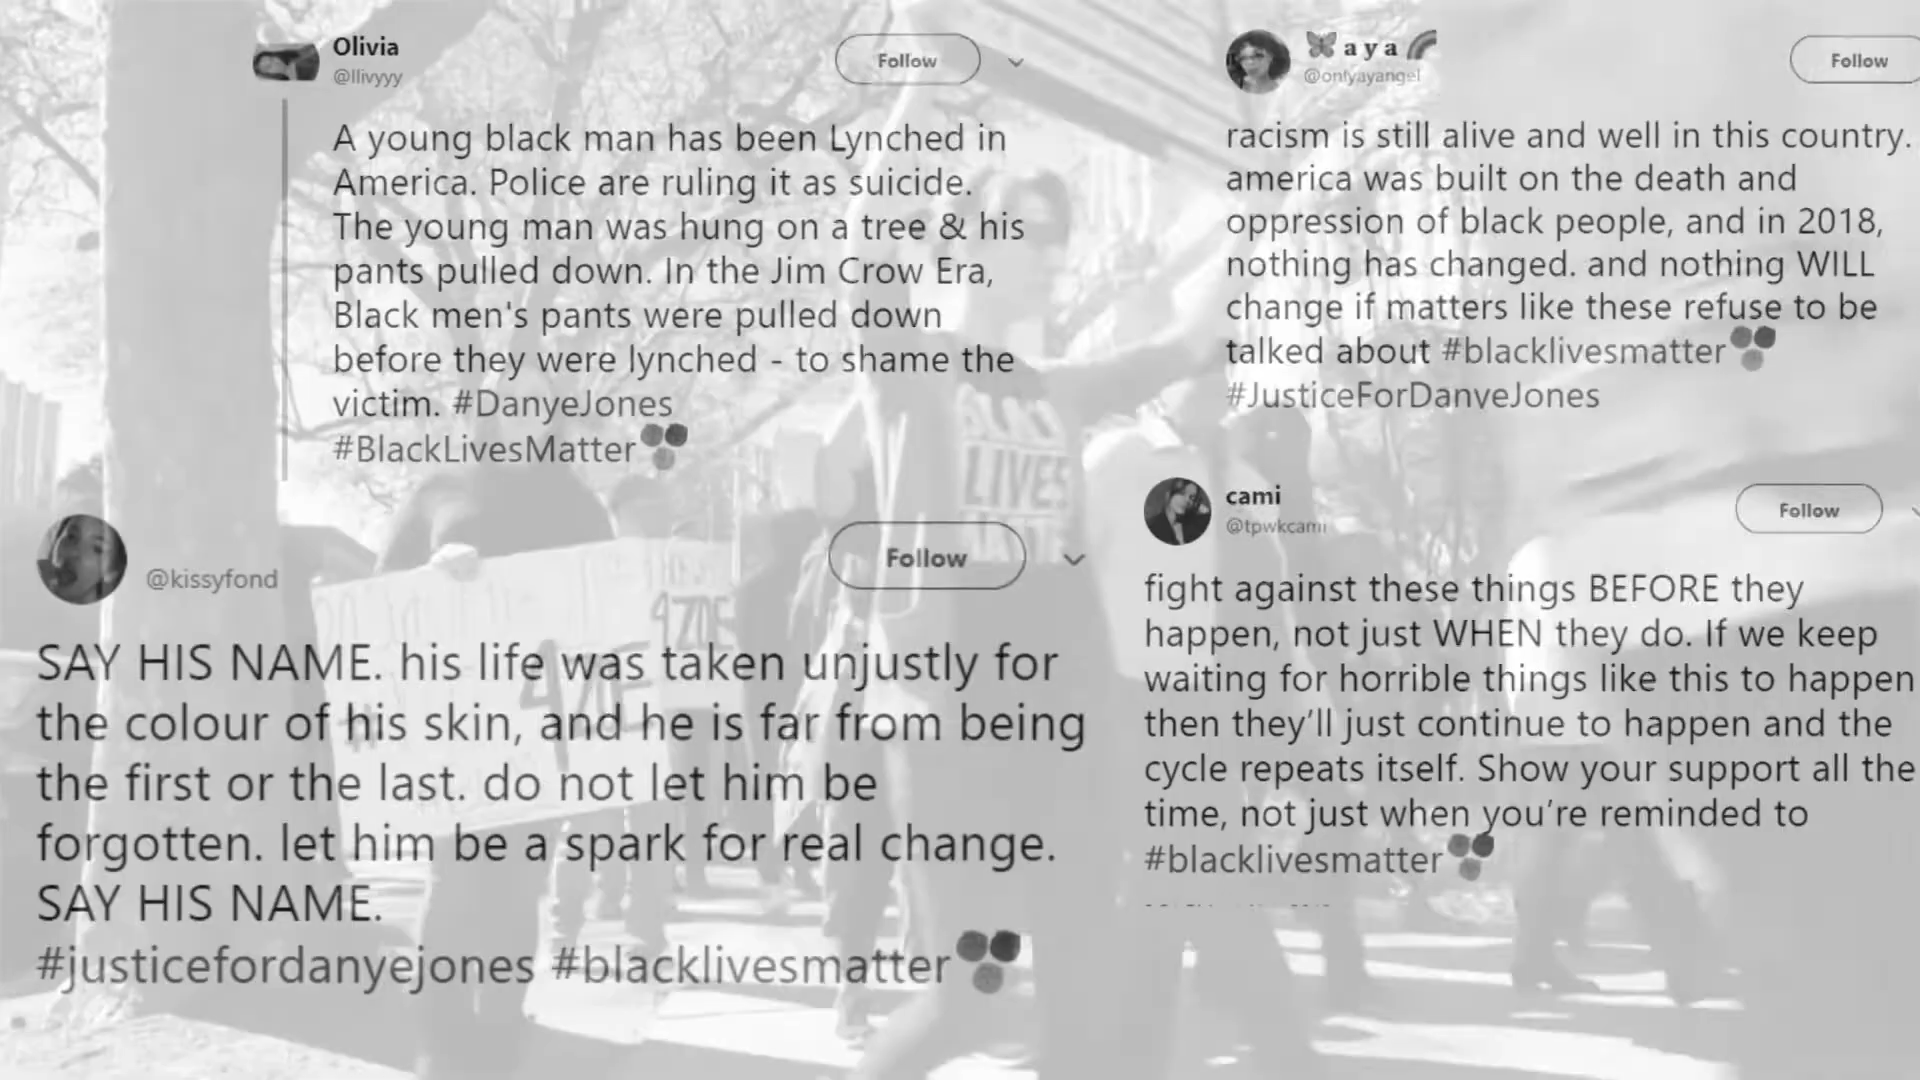 Olivia
@llivyyy
Follow
A young black man has been Lynched in
America. Police are ruling it as suicide.
The young man was hung on a tree & his
pants pulled down. In the Jim Crow Era,
Black men's pants were pulled down
before they were lynched - to shame the
victim. #DanyeJones
#BlackLivesMatter
aya
@onlyayangel
Follow
racism is still alive and well in this country.
america was built on the death and
oppression of black people, and in 2018,
nothing has changed. and nothing WILL
change if matters like these refuse to be
talked about #blacklivesmatter
#JusticeForDanyeJones
@kissyfond
Follow
SAY HIS NAME. his life was taken unjustly for
the colour of his skin, and he is far from being
the first or the last. do not let him be
forgotten. let him be a spark for real change.
SAY HIS NAME.
#justicefordanyejones #blacklivesmatter
cami
@tpwkcami
Follow
fight against these things BEFORE they
happen, not just WHEN they do. If we keep
waiting for horrible things like this to happen
then they'll just continue to happen and the
cycle repeats itself. Show your support all the
time, not just when you're reminded to
#blacklivesmatter
LIVES